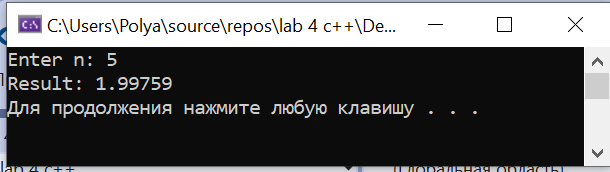 C:\Users\Polya\source\repos\lab 4 c++\De...
Enter n: 5
Result: 1.99759
Для продолжения нажмите любую клавишу . . .
lab 4 c++
(Глобальная область)